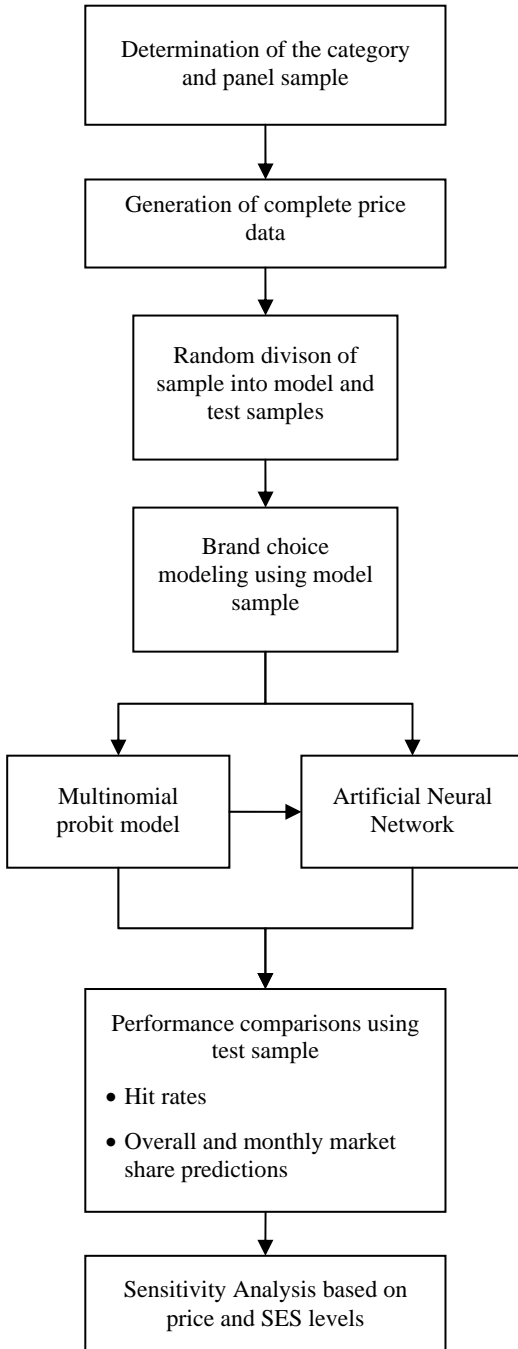 Determination of the category
and panel sample
Generation of complete price
data
Random divison of
sample into model and
test samples
Brand choice
modeling using model
sample
Multinomial
probit model
Artificial Neural
Network
Performance comparisons using
test sample
• Hit rates
• Overall and monthly market
share predictions
Sensitivity Analysis based on
price and SES levels